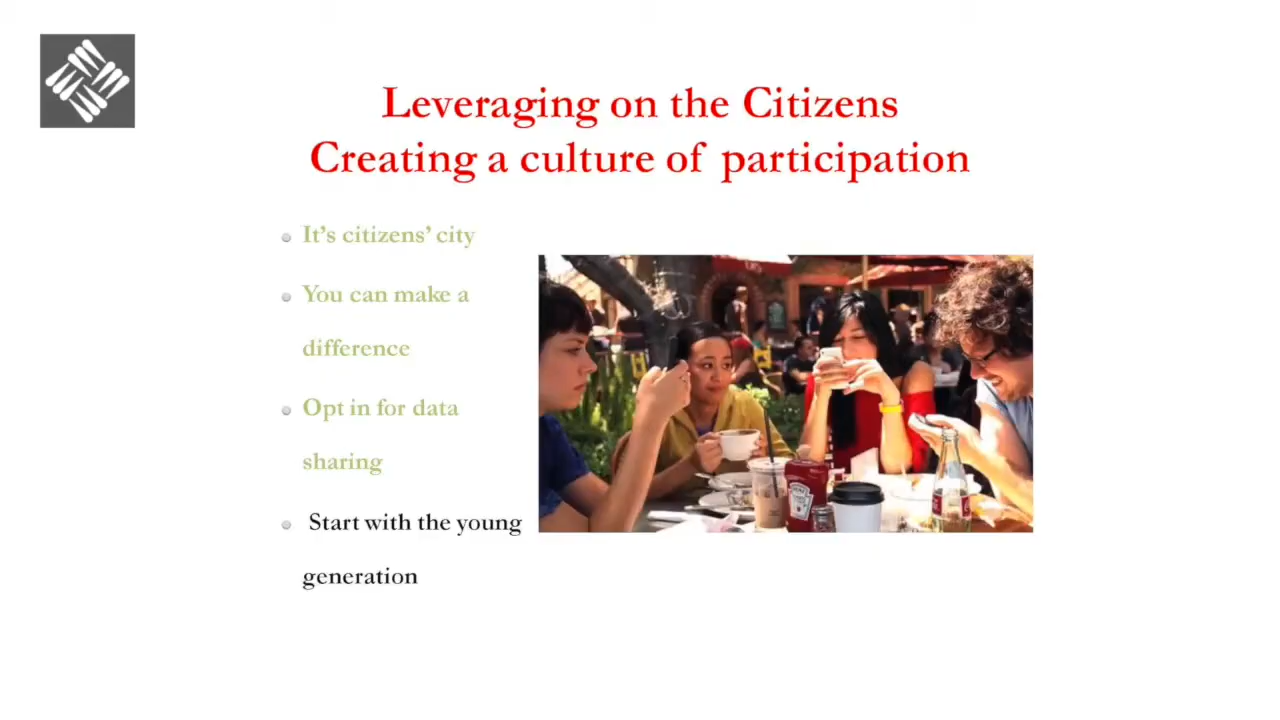 Leveraging on the Citizens
Creating a culture of participation
It's citizens' city
You can make a
difference
Opt in for data
sharing
Start with the young
generation
HEINZ